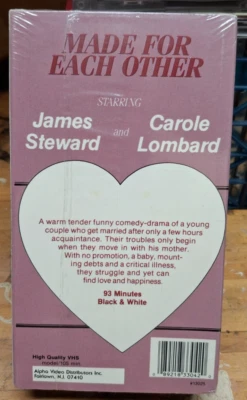 MADE FOR
EACH OTHER
STARRING
James Carole
Steward and Lombard
A warm tender funny comedy-drama of a young
couple who get married after only a few hours
acquaintance. Their troubles only begin
when they move in with his mother.
With no promotion, a baby, mount-
ing debts and a critical illness,
they struggle and yet can
find love and happiness.
93 Minutes
Black & White
High Quality VHS
Alpha Video Distributors Inc.
Fairlawn, N.J. 07410